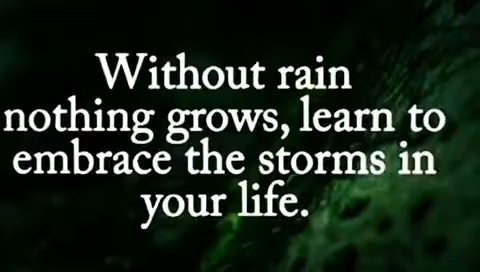 Without rain
nothing grows, learn to
embrace the storms in
your life.